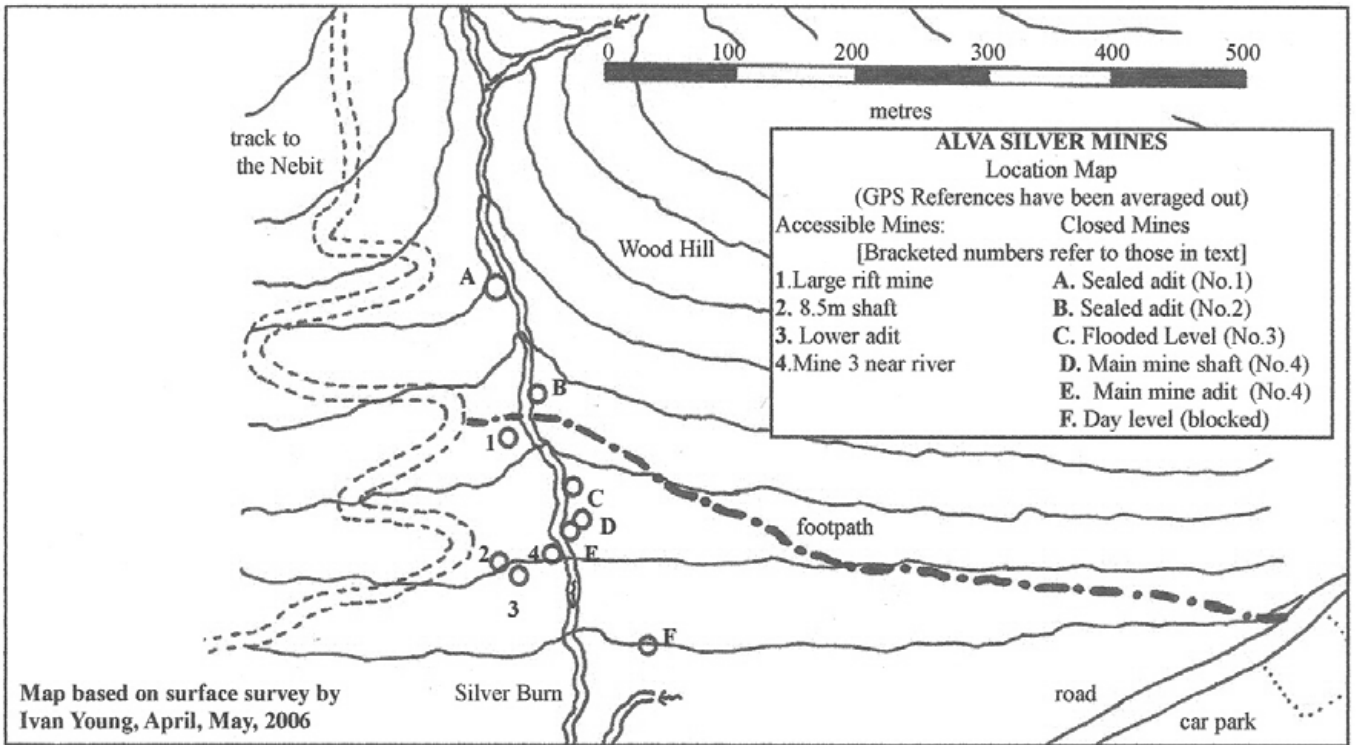 0 100 200 300 400 500
metres
track to
the Nebit
ALVA SILVER MINES
Location Map
(GPS References have been averaged out)
Accessible Mines: Closed Mines
[Bracketed numbers refer to those in text]
1.Large rift mine A. Sealed adit (No.1)
2. 8.5m shaft B. Sealed adit (No.2)
3. Lower adit C. Flooded Level (No.3)
4.Mine 3 near river D. Main mine shaft (No.4)
E. Main mine adit (No.4)
F. Day level (blocked)
Wood Hill
A
B
1
C
D
footpath
2 4 E
3
F
Silver Burn
road
car park
Map based on surface survey by
Ivan Young, April, May, 2006